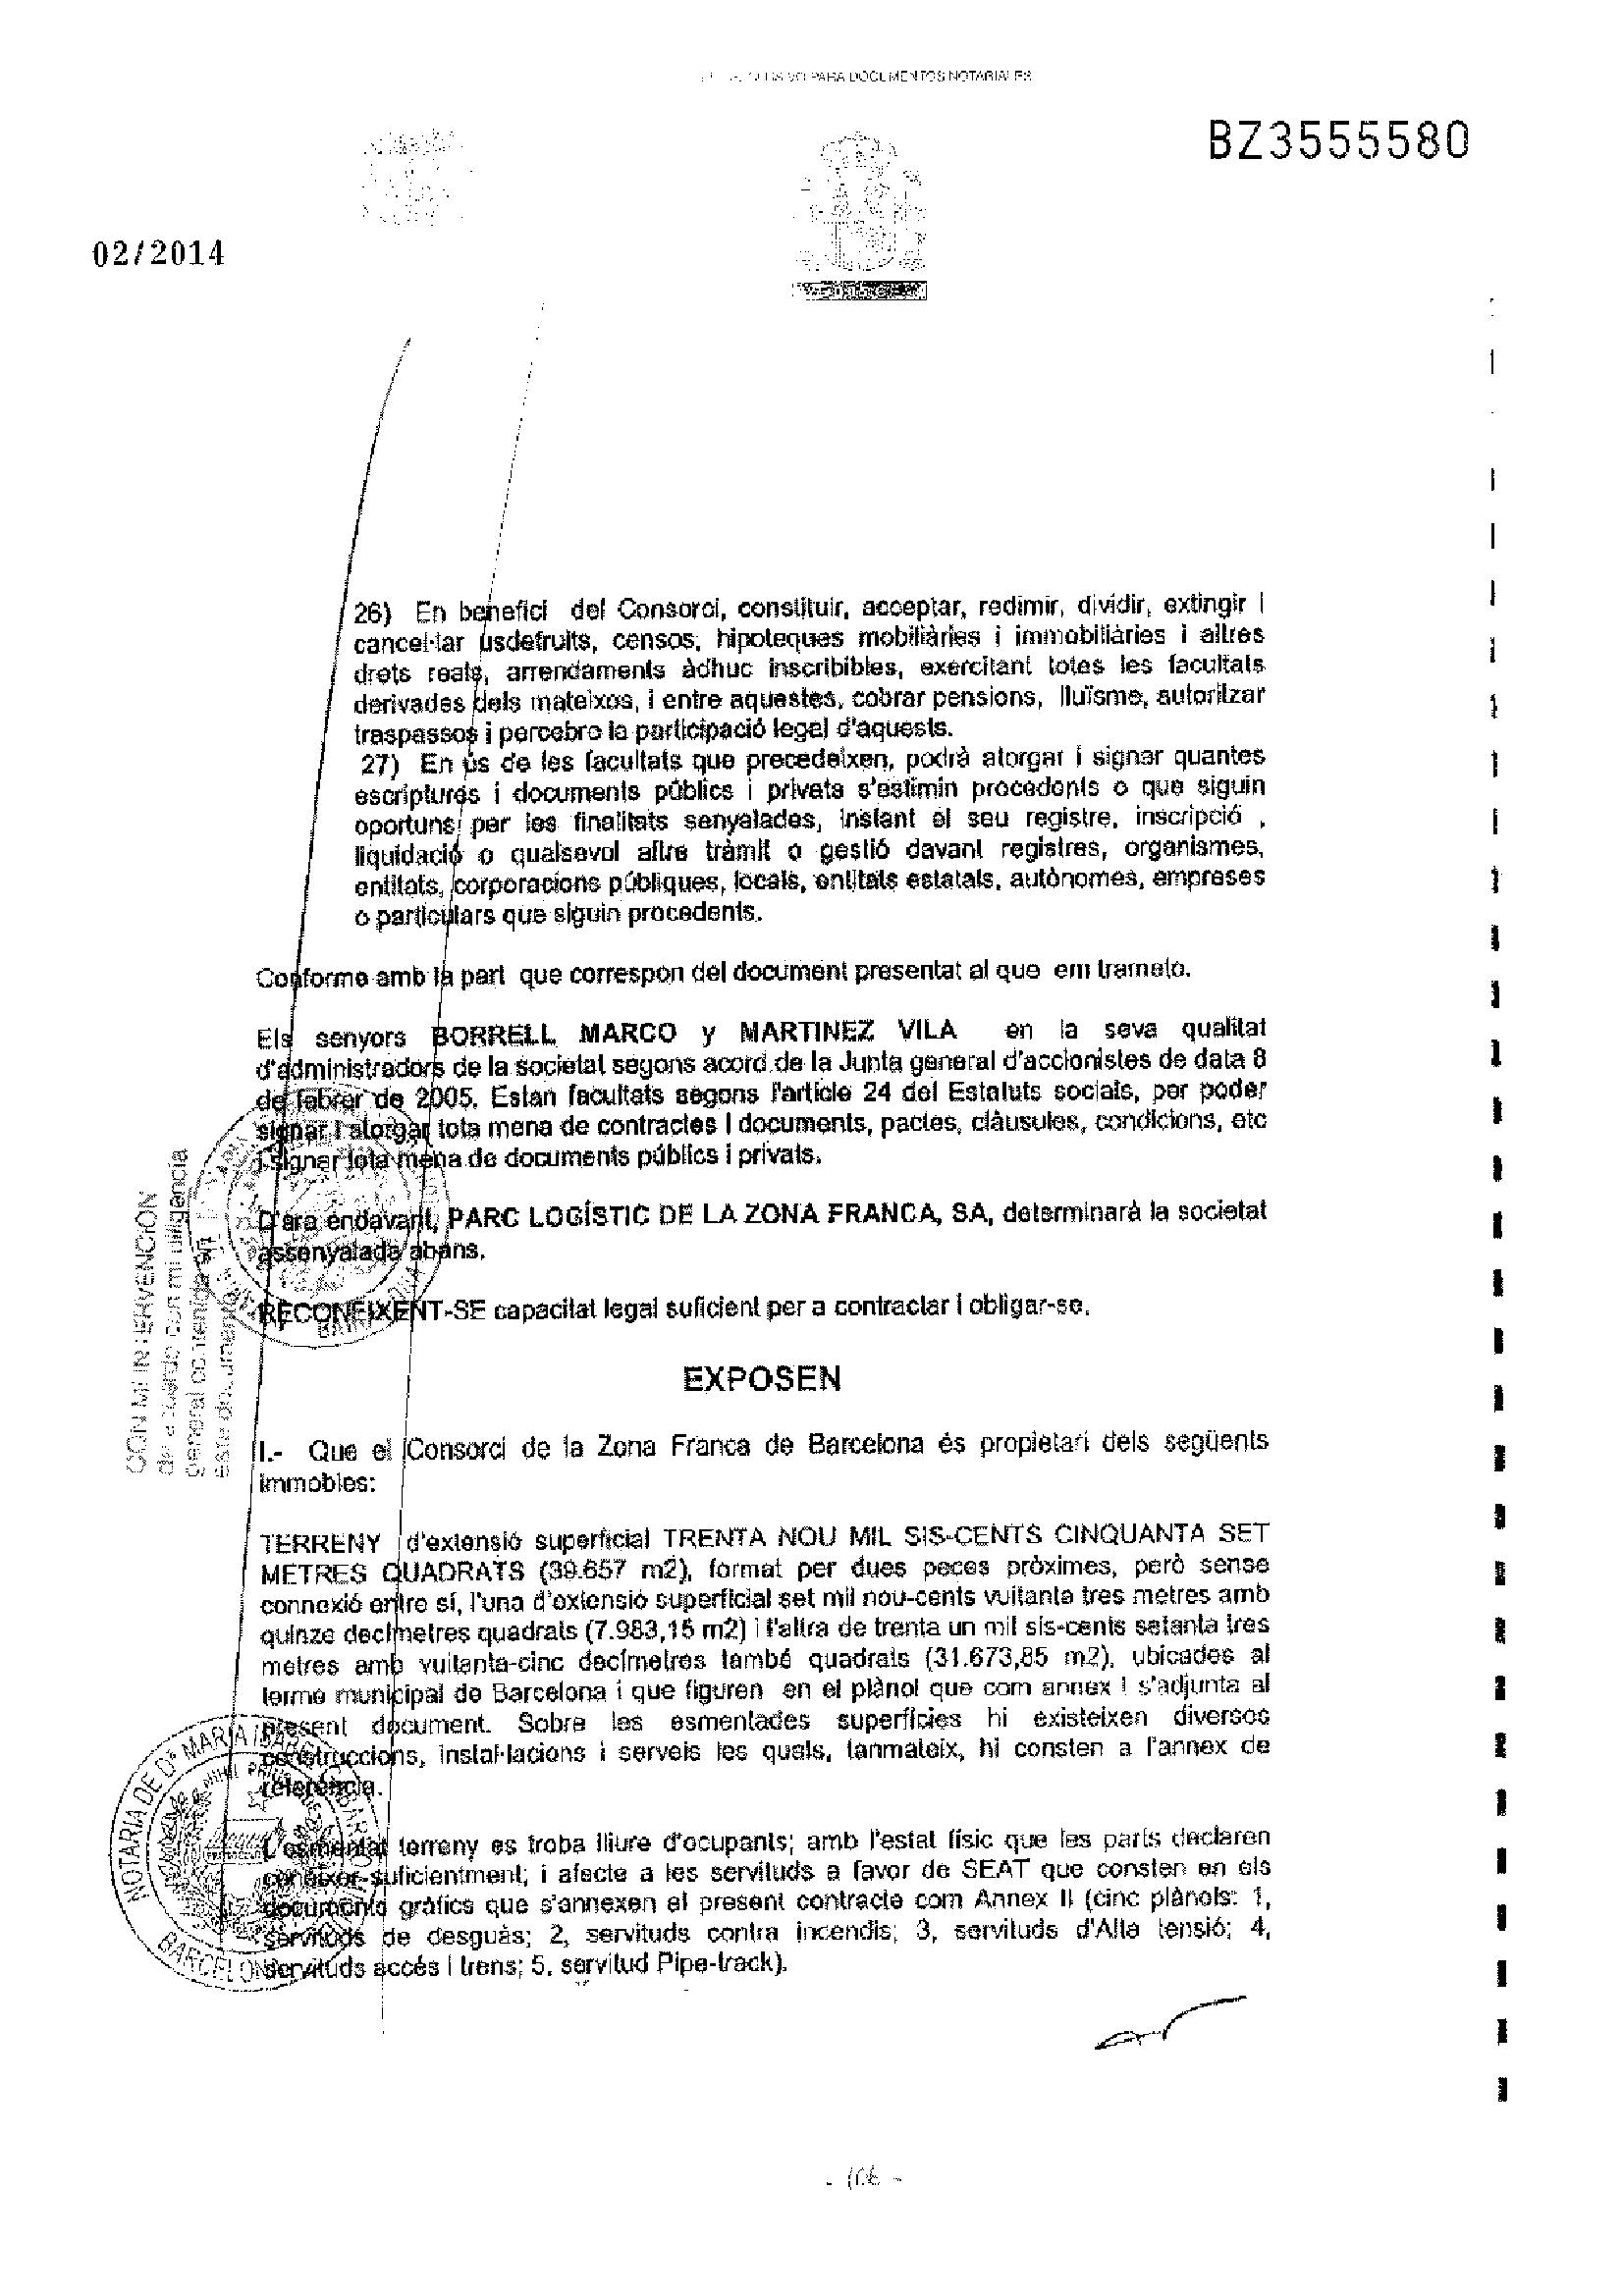 PARA DOCUMENTOS NOTARIALES
BZ3555580
02/2014
26) En benefici del Consorci, constituir, acceptar, redimir, dividir, extingir i
cancel·lar usdefruits, censos, hipoteques mobiliàries i immobiliàries i altres
drets reals, arrendaments àdhuc inscribibles, exercitant totes les facultats
derivades dels mateixos, i entre aquestes, cobrar pensions, lluïsme, autoritzar
traspassos i percebre la participació legal d'aquests.
27) En ús de les facultats que precedeixen, podrà atorgar i signar quantes
escriptures i documents públics i privats s'estimin procedents o que siguin
oportuns per les finalitats senyalades, instant el seu registre, inscripció ,
liquidació o qualsevol altre tràmit o gestió davant registres, organismes,
entitats, corporacions públiques, locals, entitats estatals, autònomes, empreses
o particulars que siguin procedents.
Conforme amb la part que correspon del document presentat al que em trameto.
Els senyors BORRELL MARCO y MARTINEZ VILA en la seva qualitat
d'administradors de la societat segons acord de la Junta general d'accionistes de data 8
de febrer de 2005. Estan facultats segons l'article 24 del Estatuts socials, per poder
signar i atorgar tota mena de contractes i documents, pactes, clàusules, condicions, etc
i signar tota mena de documents públics i privats.
D'ara endavant, PARC LOGÍSTIC DE LA ZONA FRANCA, SA, determinarà la societat
assenyalada abans.
RECONEIXENT-SE capacitat legal suficient per a contractar i obligar-se.
CON MI INTERVENCIÓN
de acuerdo con mi diligencia
general contenida en
este documento
EXPOSEN
I.- Que el Consorci de la Zona Franca de Barcelona és propietari dels següents
immobles:
TERRENY d'extensió superficial TRENTA NOU MIL SIS-CENTS CINQUANTA SET
METRES QUADRATS (39.657 m2), format per dues peces pròximes, però sense
connexió entre sí, l'una d'extensió superficial set mil nou-cents vuitanta tres metres amb
quinze decímetres quadrats (7.983,15 m2) i l'altra de trenta un mil sis-cents setanta tres
metres amb vuitanta-cinc decímetres també quadrats (31.673,85 m2), ubicades al
terme municipal de Barcelona i que figuren en el plànol que com annex I s'adjunta al
present document. Sobre les esmentades superfícies hi existeixen diverses
construccions, instal·lacions i serveis les quals, tanmateix, hi consten a l'annex de
referència.
L'esmentat terreny es troba lliure d'ocupants; amb l'estat físic que les parts declaren
conèixer suficientment; i afecte a les servituds a favor de SEAT que consten en els
documents gràfics que s'annexen al present contracte com Annex II (cinc plànols: 1,
servituds de desguàs; 2, servituds contra incendis; 3, servituds d'Alta tensió; 4,
servituds accés i trens; 5, servitud Pipe-track).
NOTARIA DE Dª MARIA ISABEL
BARCELONA
- 106 -